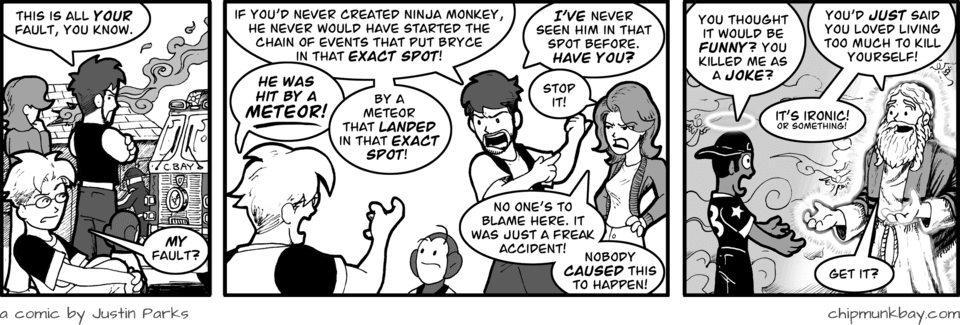 THIS IS ALL YOUR
FAULT, YOU KNOW.
C BAY
MY
FAULT?
IF YOU'D NEVER CREATED NINJA MONKEY,
HE NEVER WOULD HAVE STARTED THE
CHAIN OF EVENTS THAT PUT BRYCE
IN THAT EXACT SPOT!
HE WAS
HIT BY A
METEOR!
BY A
METEOR
THAT LANDED
IN THAT EXACT
SPOT!
I'VE NEVER
SEEN HIM IN THAT
SPOT BEFORE.
HAVE YOU?
STOP
IT!
NO ONE'S TO
BLAME HERE. IT
WAS JUST A FREAK
ACCIDENT!
NOBODY
CAUSED THIS
TO HAPPEN!
YOU THOUGHT
IT WOULD BE
FUNNY? YOU
KILLED ME AS
A JOKE?
YOU'D JUST SAID
YOU LOVED LIVING
TOO MUCH TO KILL
YOURSELF!
IT'S IRONIC!
OR SOMETHING!
GET IT?
a comic by Justin Parks
chipmunkbay.com